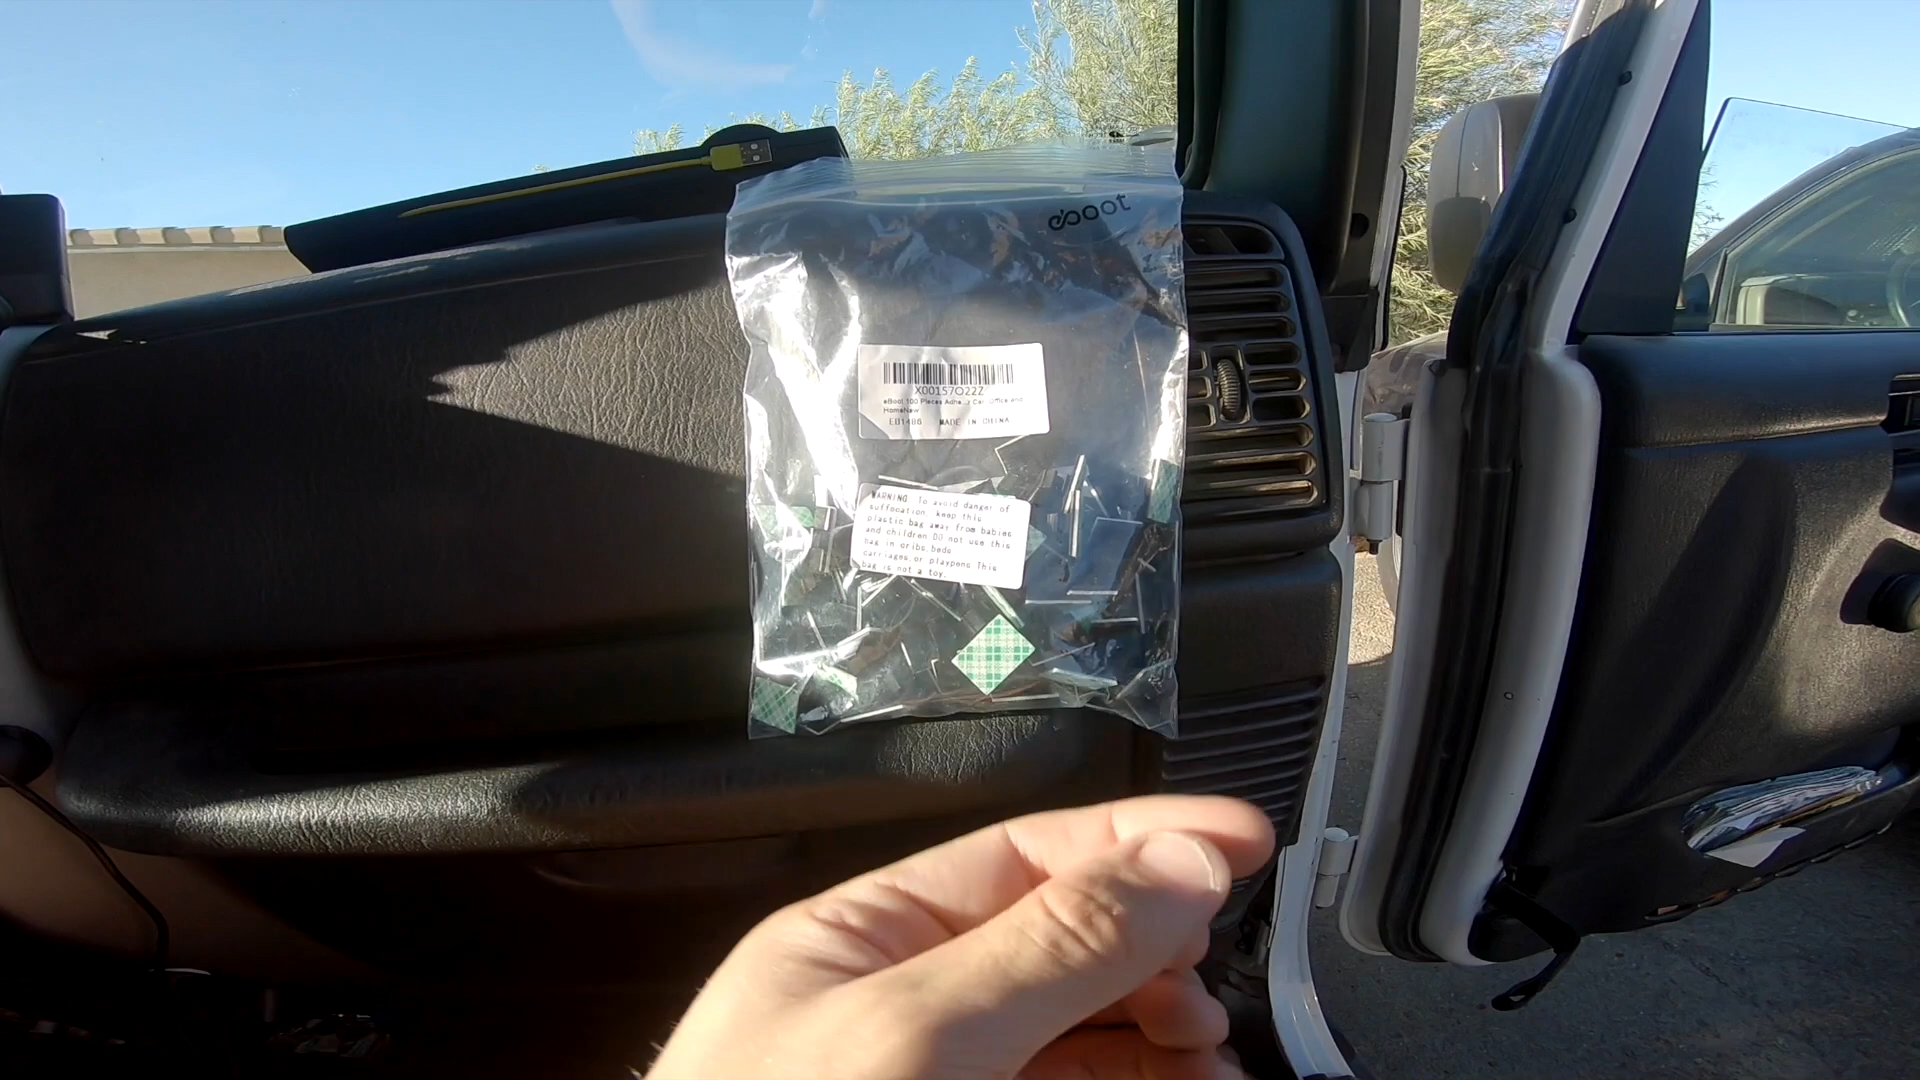 eboot
X00157Q22Z
eBoot 100 Pieces Adhe...r Car, Office and
HomeNew
EB1486 MADE IN CHINA
WARNING: To avoid danger of
suffocation, keep this
plastic bag away from babies
and children.DO not use this
bag in cribs,beds,
carriages,or playpens.This
bag is not a toy.